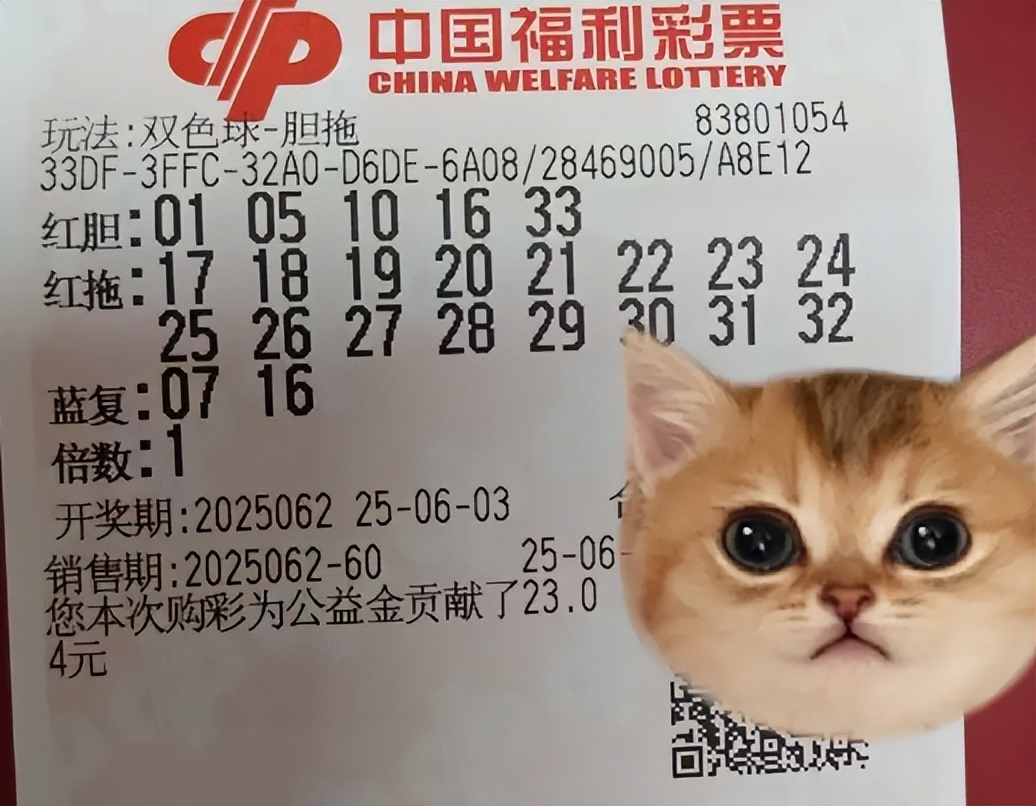 中国福利彩票
CHINA WELFARE LOTTERY
玩法:双色球-胆拖 83801054
33DF-3FFC-32A0-D6DE-6A08/28469005/A8E12
红胆:01 05 10 16 33
红拖:17 18 19 20 21 22 23 24
25 26 27 28 29 30 31 32
蓝复:07 16
倍数:1
开奖期:2025062 25-06-03
销售期:2025062-60 25-06-
您本次购彩为公益金贡献了23.0
4元